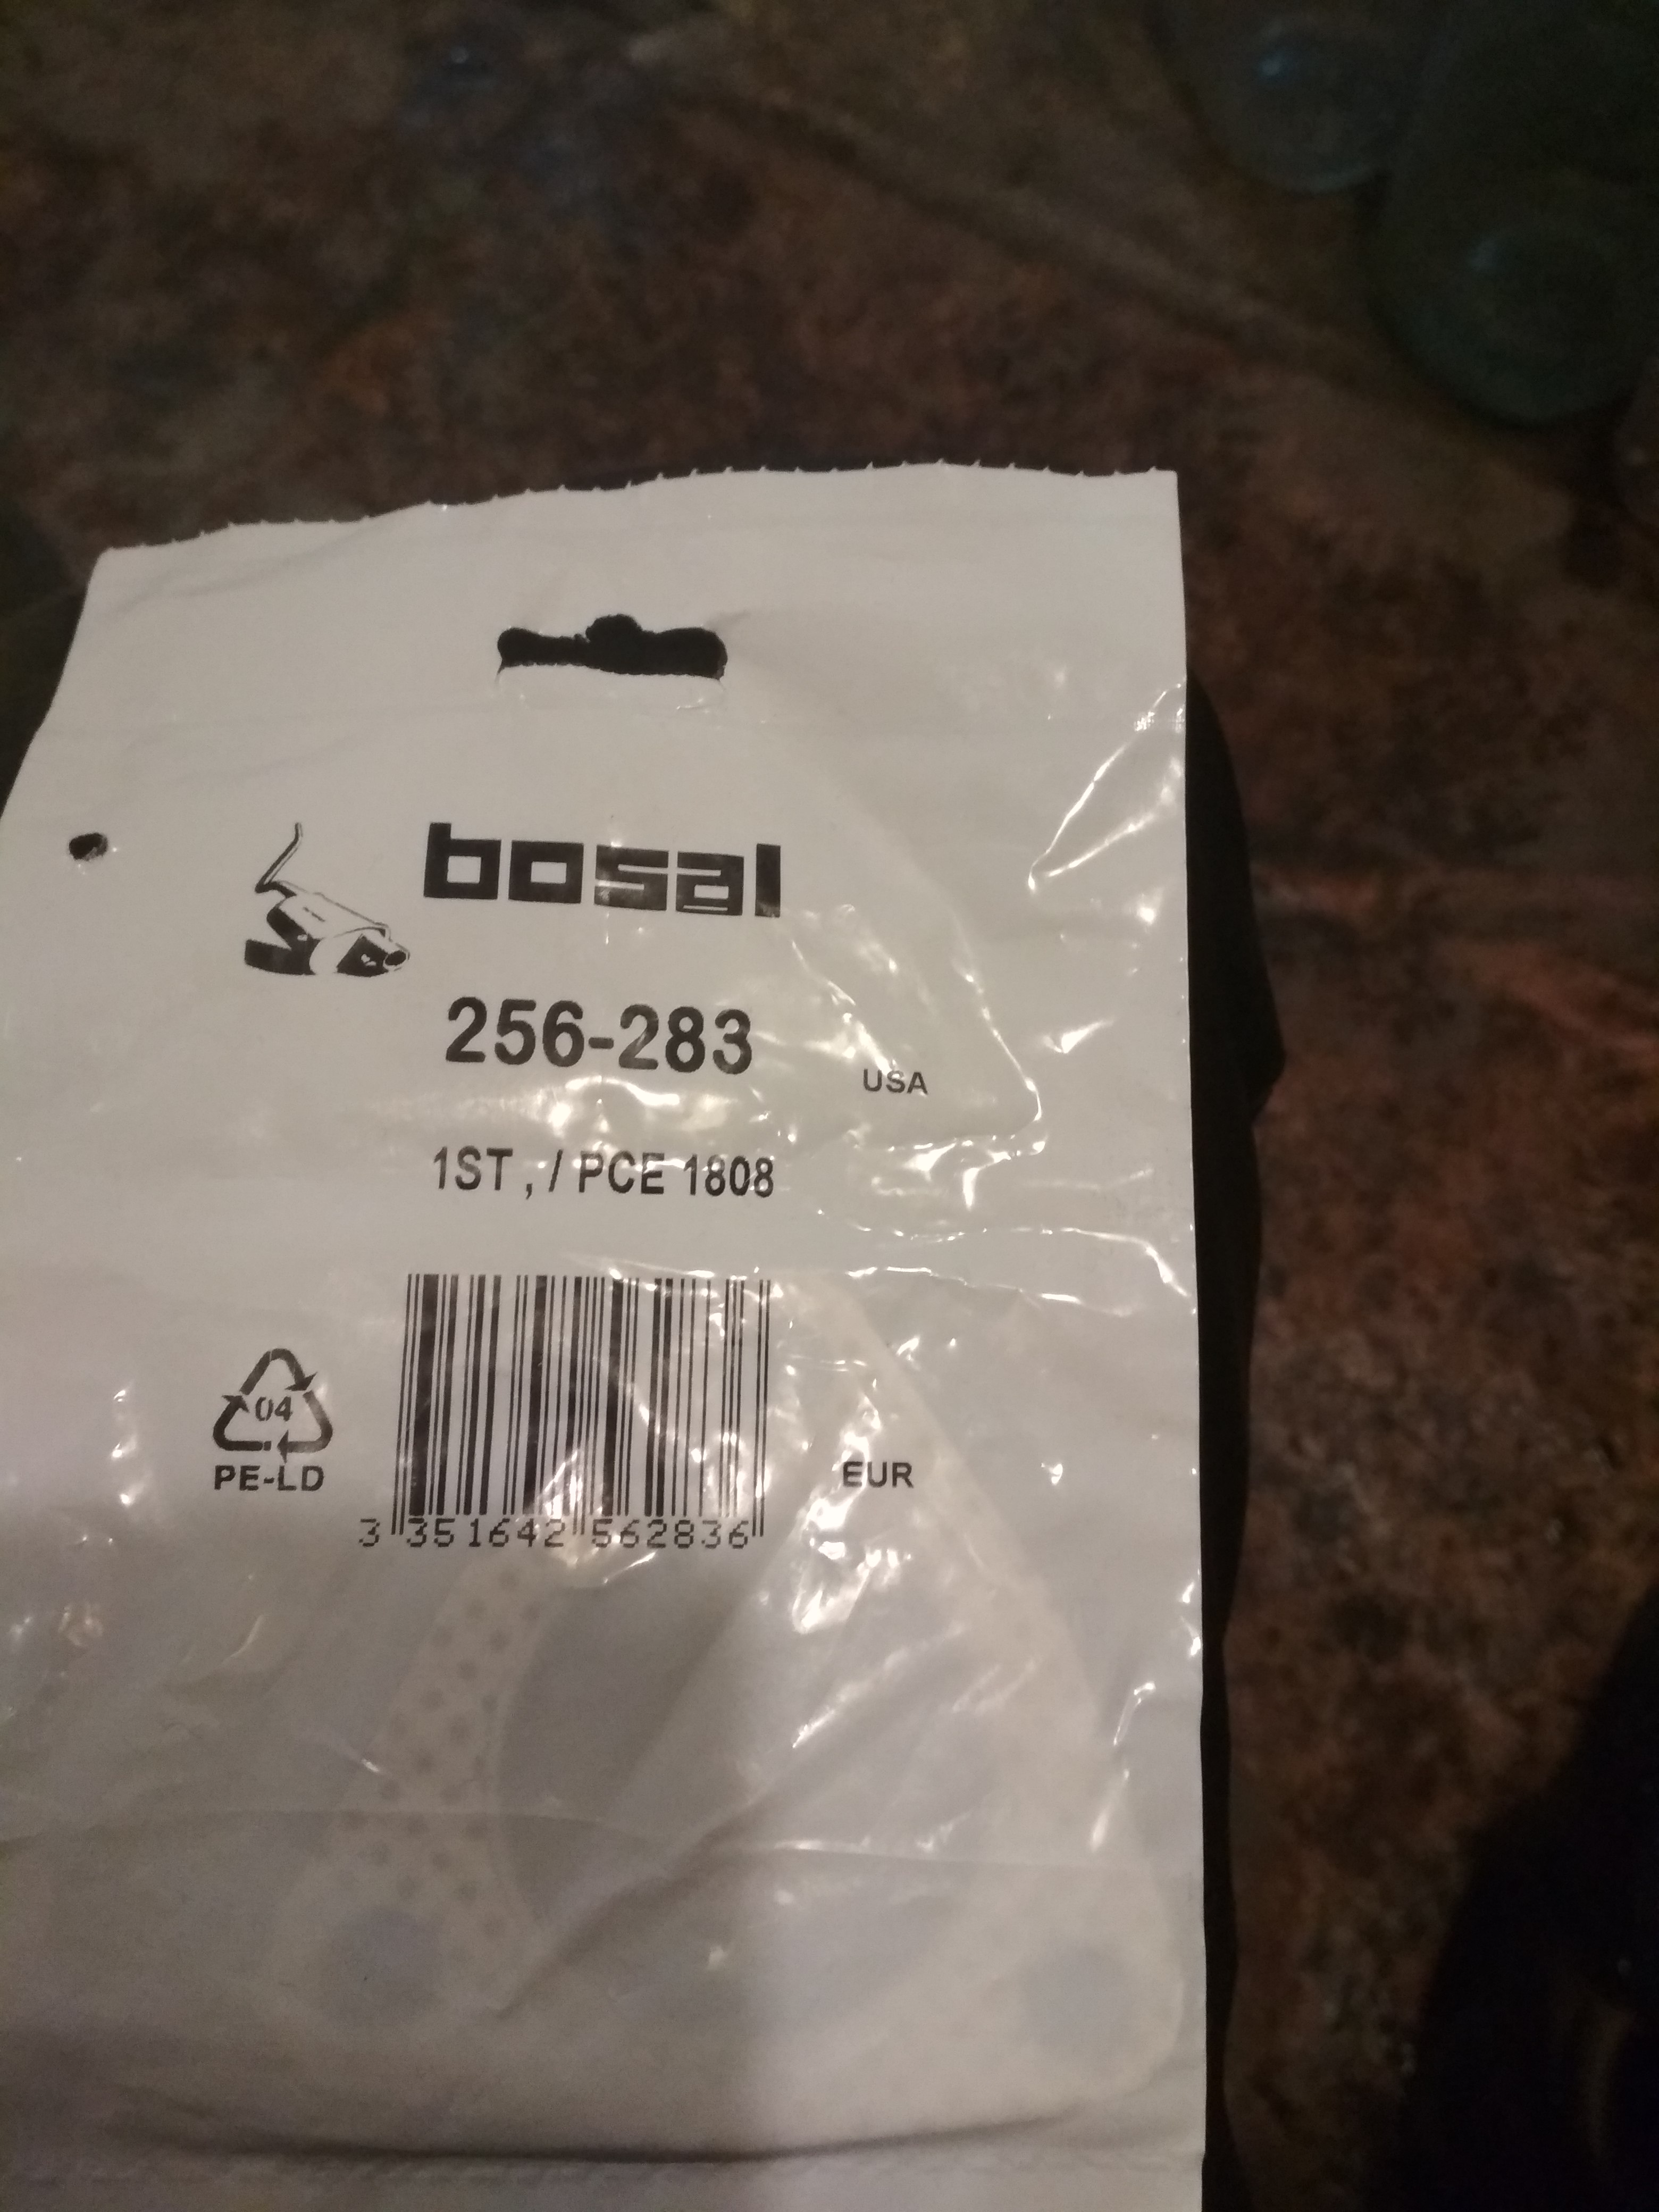 bosal
256-283
USA
1ST , / PCE 1808
04
PE-LD
EUR
3 351642 562836